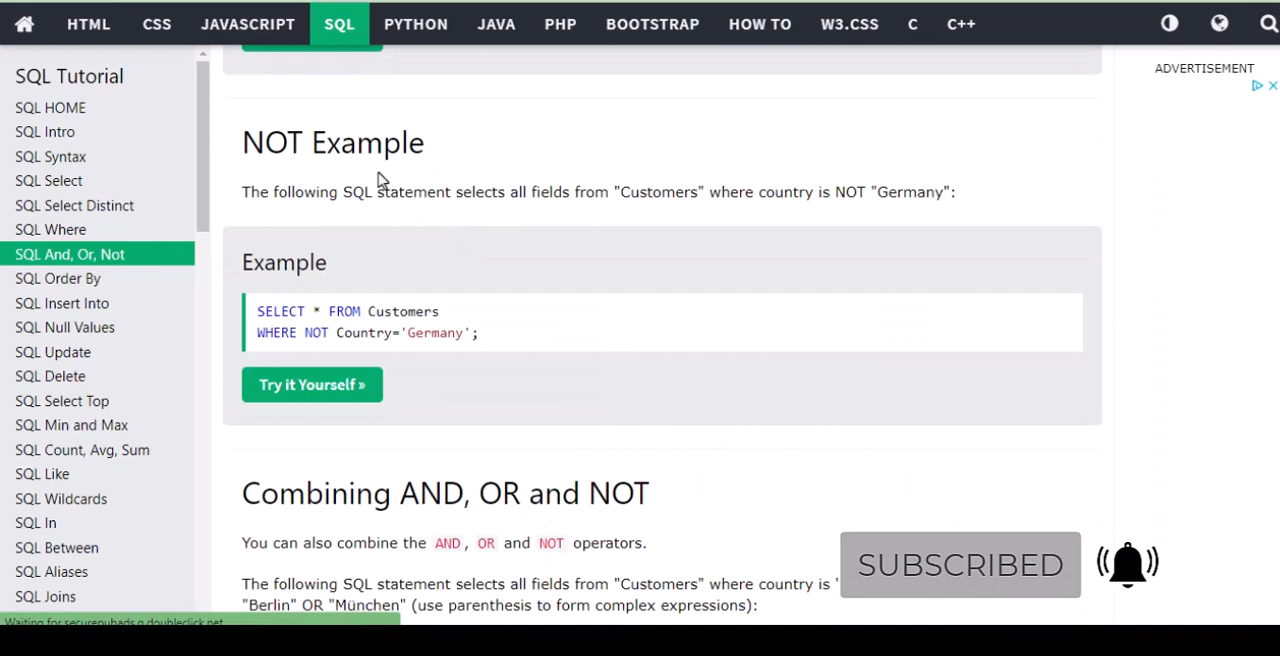 HTML CSS JAVASCRIPT SQL PYTHON JAVA PHP BOOTSTRAP HOW TO W3.CSS C C++
SQL Tutorial
SQL HOME
SQL Intro
SQL Syntax
SQL Select
SQL Select Distinct
SQL Where
SQL And, Or, Not
SQL Order By
SQL Insert Into
SQL Null Values
SQL Update
SQL Delete
SQL Select Top
SQL Min and Max
SQL Count, Avg, Sum
SQL Like
SQL Wildcards
SQL In
SQL Between
SQL Aliases
SQL Joins
NOT Example
The following SQL statement selects all fields from "Customers" where country is NOT "Germany":
Example
SELECT * FROM Customers
WHERE NOT Country='Germany';
Try it Yourself »
Combining AND, OR and NOT
You can also combine the AND, OR and NOT operators.
The following SQL statement selects all fields from "Customers" where country is "
"Berlin" OR "München" (use parenthesis to form complex expressions):
ADVERTISEMENT
SUBSCRIBED
Waiting for securepubads.g.doubleclick.net